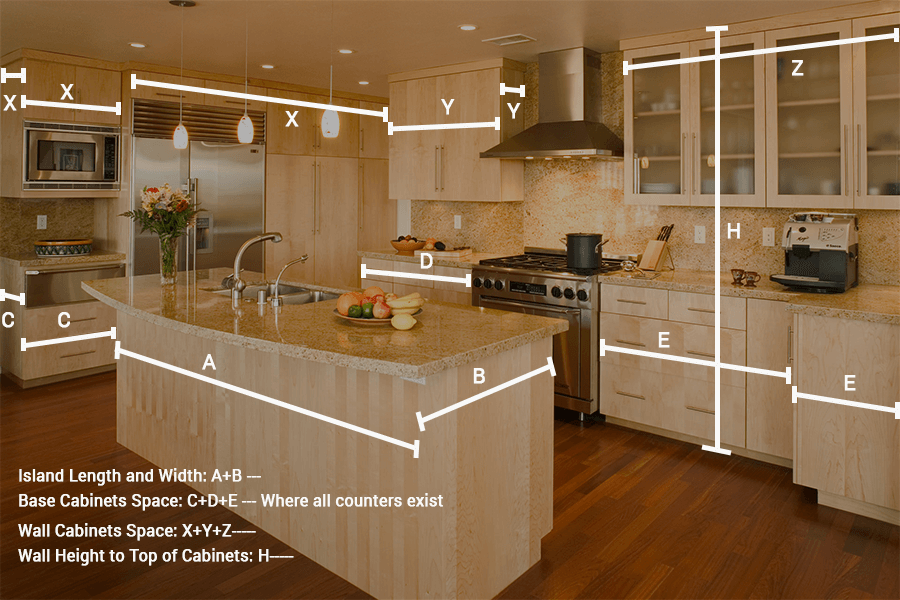 X
X
X
Y
Y
Z
H
D
C
C
E
E
A
B
Island Length and Width: A+B ---
Base Cabinets Space: C+D+E --- Where all counters exist
Wall Cabinets Space: X+Y+Z-----
Wall Height to Top of Cabinets: H-----